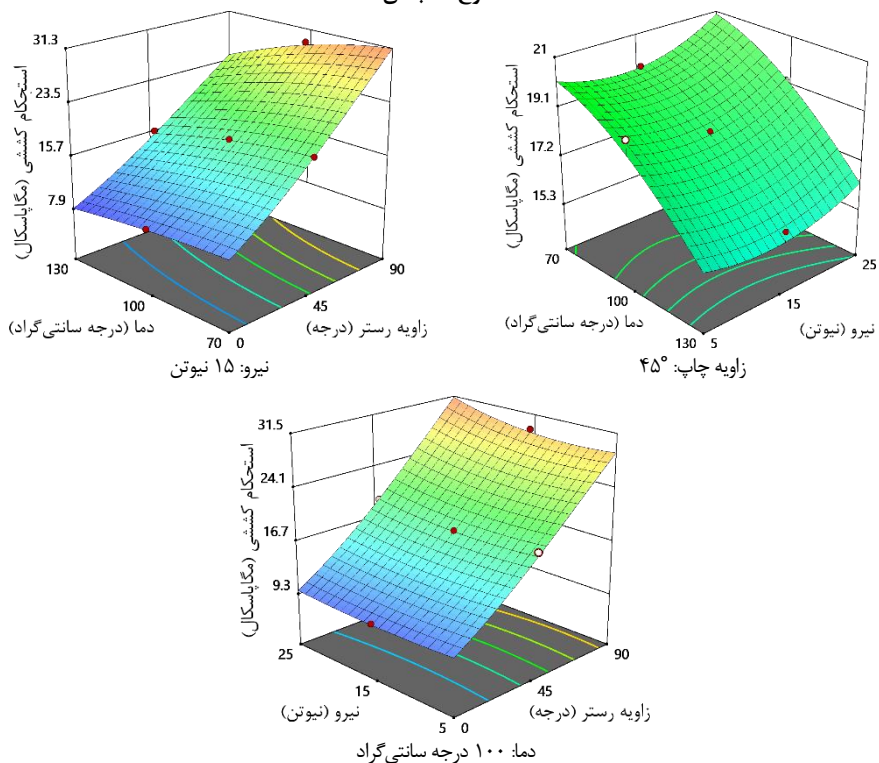 31.3
23.5
15.7
7.9
استحکام کششی (مگاپاسکال)
130
100
70
دما (درجه سانتی‌گراد)
0
45
90
زاویه رستر (درجه)
نیرو: ۱۵ نیوتن
21
19.1
17.2
15.3
استحکام کششی (مگاپاسکال)
70
100
130
دما (درجه سانتی‌گراد)
5
15
25
نیرو (نیوتن)
زاویه چاپ: ۴۵°
31.5
24.1
16.7
9.3
استحکام کششی (مگاپاسکال)
25
15
5
نیرو (نیوتن)
0
45
90
زاویه رستر (درجه)
دما: ۱۰۰ درجه سانتی‌گراد